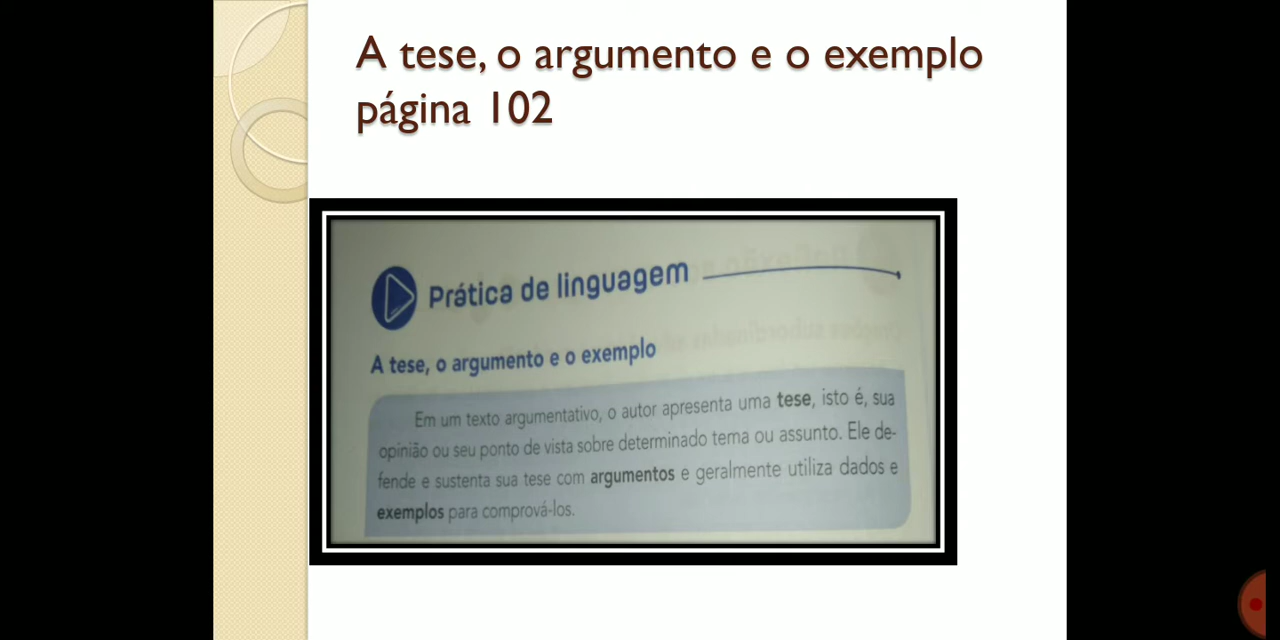 A tese, o argumento e o exemplo
página 102
Prática de linguagem
A tese, o argumento e o exemplo
Em um texto argumentativo, o autor apresenta uma tese, isto é, sua
opinião ou seu ponto de vista sobre determinado tema ou assunto. Ele de-
fende e sustenta sua tese com argumentos e geralmente utiliza dados e
exemplos para comprová-los.